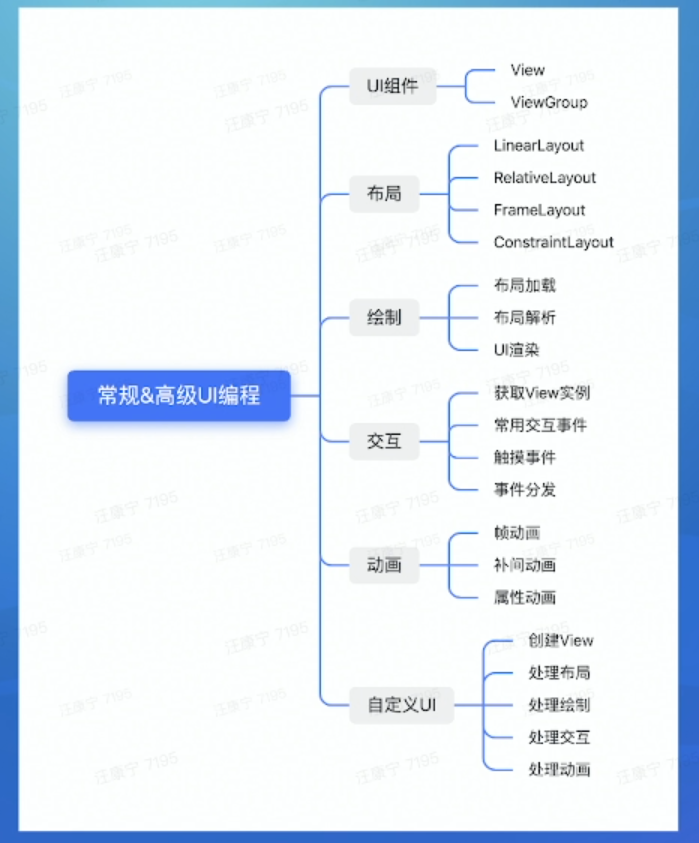 UI组件
View
ViewGroup
布局
LinearLayout
RelativeLayout
FrameLayout
ConstraintLayout
绘制
布局加载
布局解析
UI渲染
常规&高级UI编程
交互
获取View实例
常用交互事件
触摸事件
事件分发
动画
帧动画
补间动画
属性动画
自定义UI
创建View
处理布局
处理绘制
处理交互
处理动画
汪康宁 7195